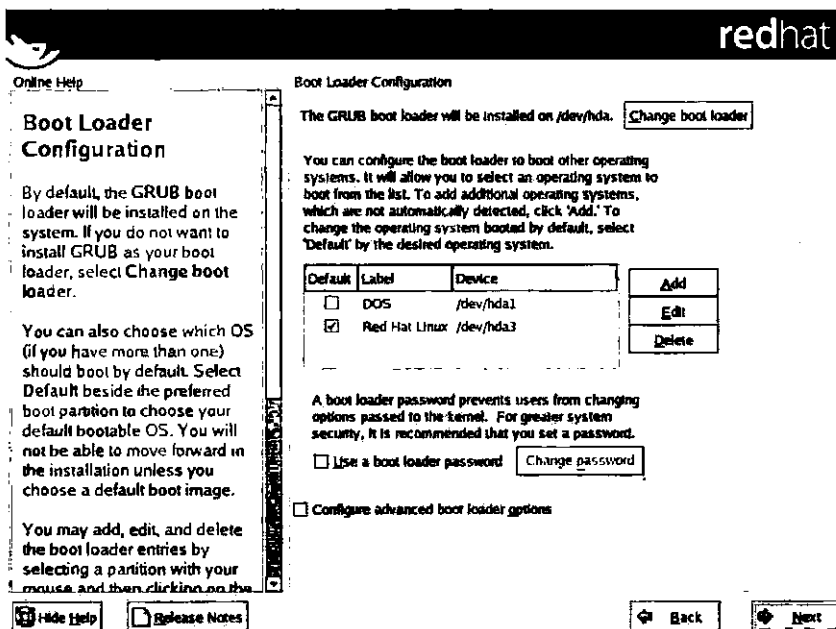 redhat
Online Help
Boot Loader
Configuration
By default, the GRUB boot
loader will be installed on the
system. If you do not want to
install GRUB as your boot
loader, select Change boot
loader.
You can also choose which OS
(if you have more than one)
should boot by default. Select
Default beside the preferred
boot partition to choose your
default bootable OS. You will
not be able to move forward in
the installation unless you
choose a default boot image.
You may add, edit, and delete
the boot loader entries by
selecting a partition with your
mouse and then clicking on the
Boot Loader Configuration
The GRUB boot loader will be installed on /dev/hda. Change boot loader
You can configure the boot loader to boot other operating
systems. It will allow you to select an operating system to
boot from the list. To add additional operating systems,
which are not automatically detected, click 'Add.' To
change the operating system booted by default, select
'Default' by the desired operating system.
Default Label Device
DOS /dev/hda1
Red Hat Linux /dev/hda3
Add
Edit
Delete
A boot loader password prevents users from changing
options passed to the kernel. For greater system
security, it is recommended that you set a password.
Use a boot loader password Change password
Configure advanced boot loader options
Hide Help Release Notes Back Next